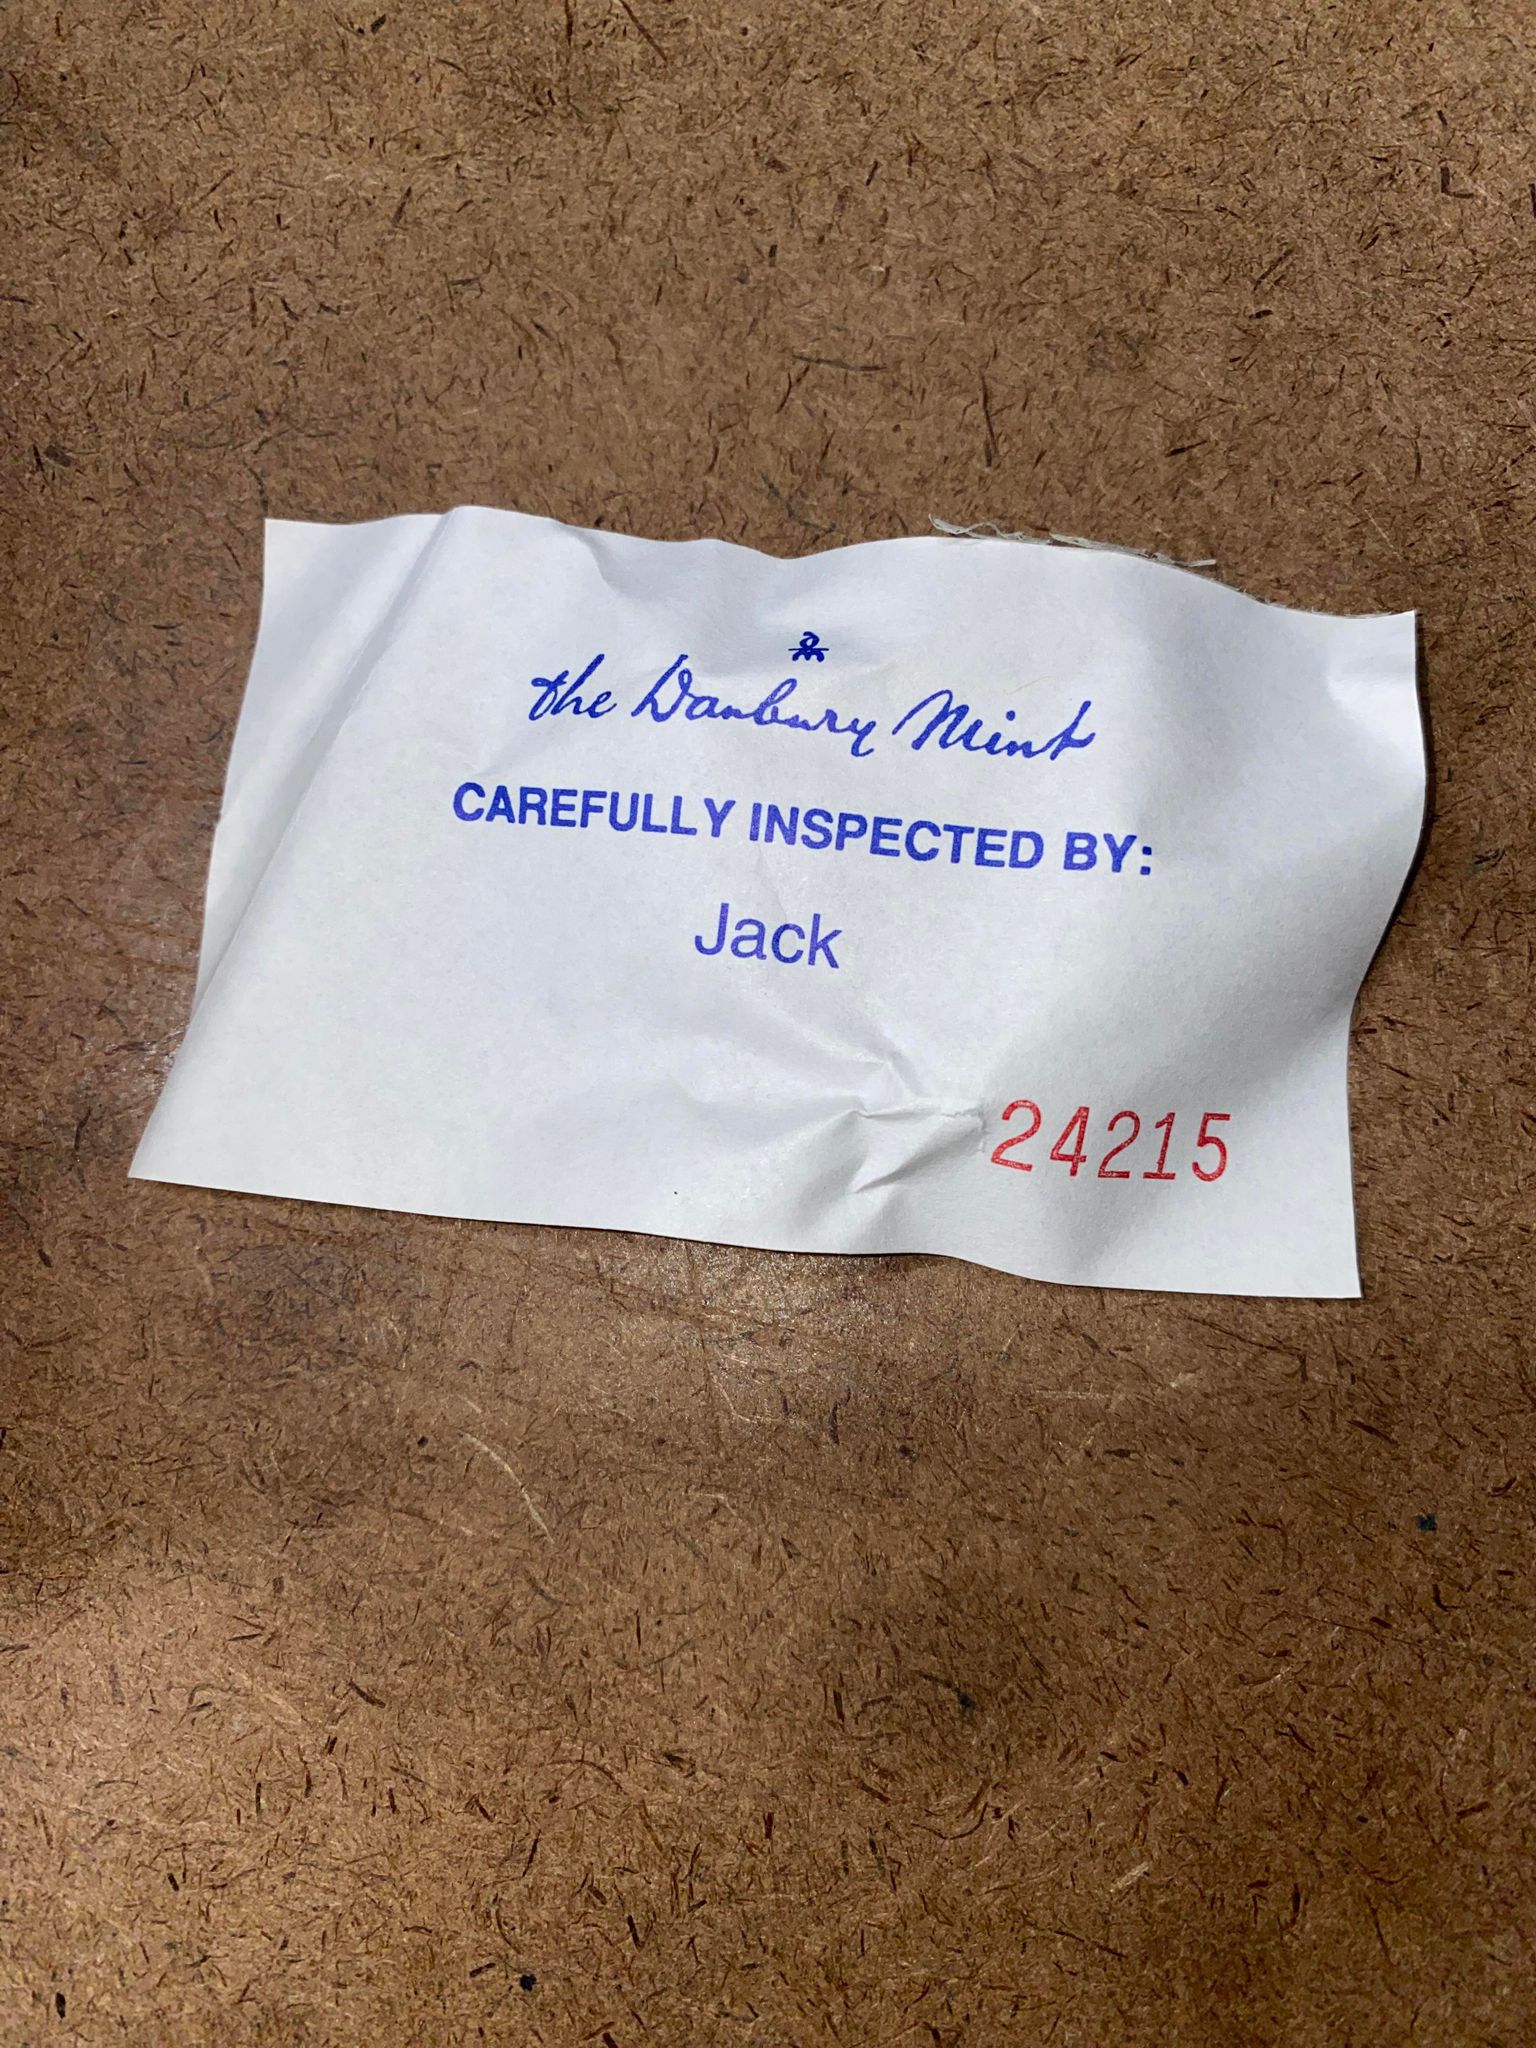 the Danbury Mint
CAREFULLY INSPECTED BY:
Jack
24215